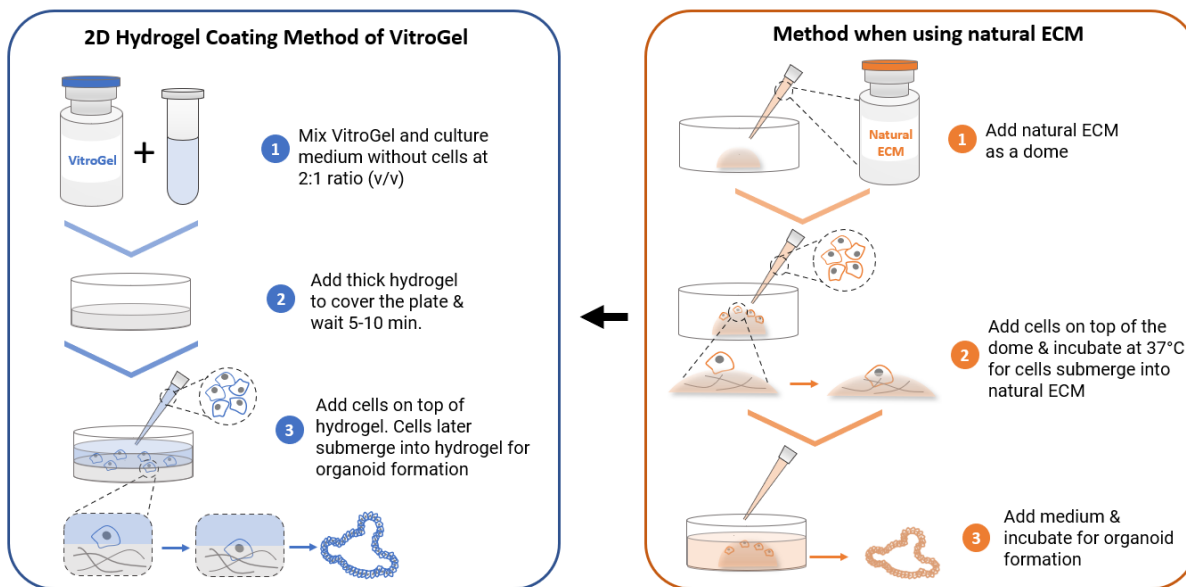 2D Hydrogel Coating Method of VitroGel
VitroGel
+
1
Mix VitroGel and culture
medium without cells at
2:1 ratio (v/v)
2
Add thick hydrogel
to cover the plate &
wait 5-10 min.
3
Add cells on top of
hydrogel. Cells later
submerge into hydrogel for
organoid formation
Method when using natural ECM
Natural
ECM
1
Add natural ECM
as a dome
2
Add cells on top of the
dome & incubate at 37°C
for cells submerge into
natural ECM
3
Add medium &
incubate for organoid
formation